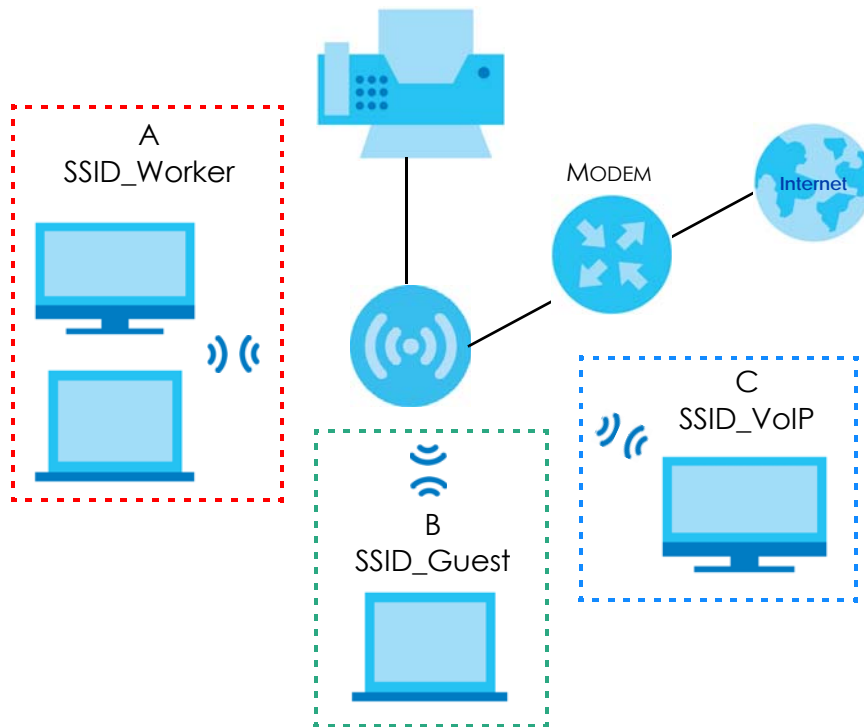 A
SSID_Worker
MODEM
Internet
B
SSID_Guest
C
SSID_VoIP